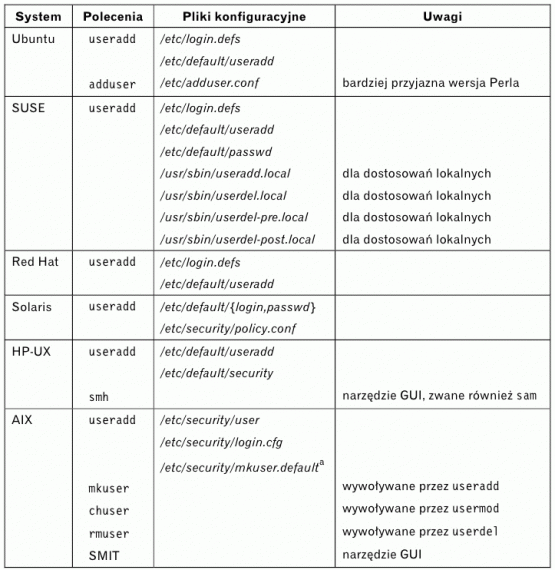 System Polecenia Pliki konfiguracyjne Uwagi
Ubuntu useradd /etc/login.defs
/etc/default/useradd
adduser /etc/adduser.conf bardziej przyjazna wersja Perla
SUSE useradd /etc/login.defs
/etc/default/useradd
/etc/default/passwd
/usr/sbin/useradd.local dla dostosowań lokalnych
/usr/sbin/userdel.local dla dostosowań lokalnych
/usr/sbin/userdel-pre.local dla dostosowań lokalnych
/usr/sbin/userdel-post.local dla dostosowań lokalnych
Red Hat useradd /etc/login.defs
/etc/default/useradd
Solaris useradd /etc/default/{login,passwd}
/etc/security/policy.conf
HP-UX useradd /etc/default/useradd
/etc/default/security
smh narzędzie GUI, zwane również sam
AIX useradd /etc/security/user
/etc/security/login.cfg
/etc/security/mkuser.defaultᵃ
mkuser wywoływane przez useradd
chuser wywoływane przez usermod
rmuser wywoływane przez userdel
SMIT narzędzie GUI